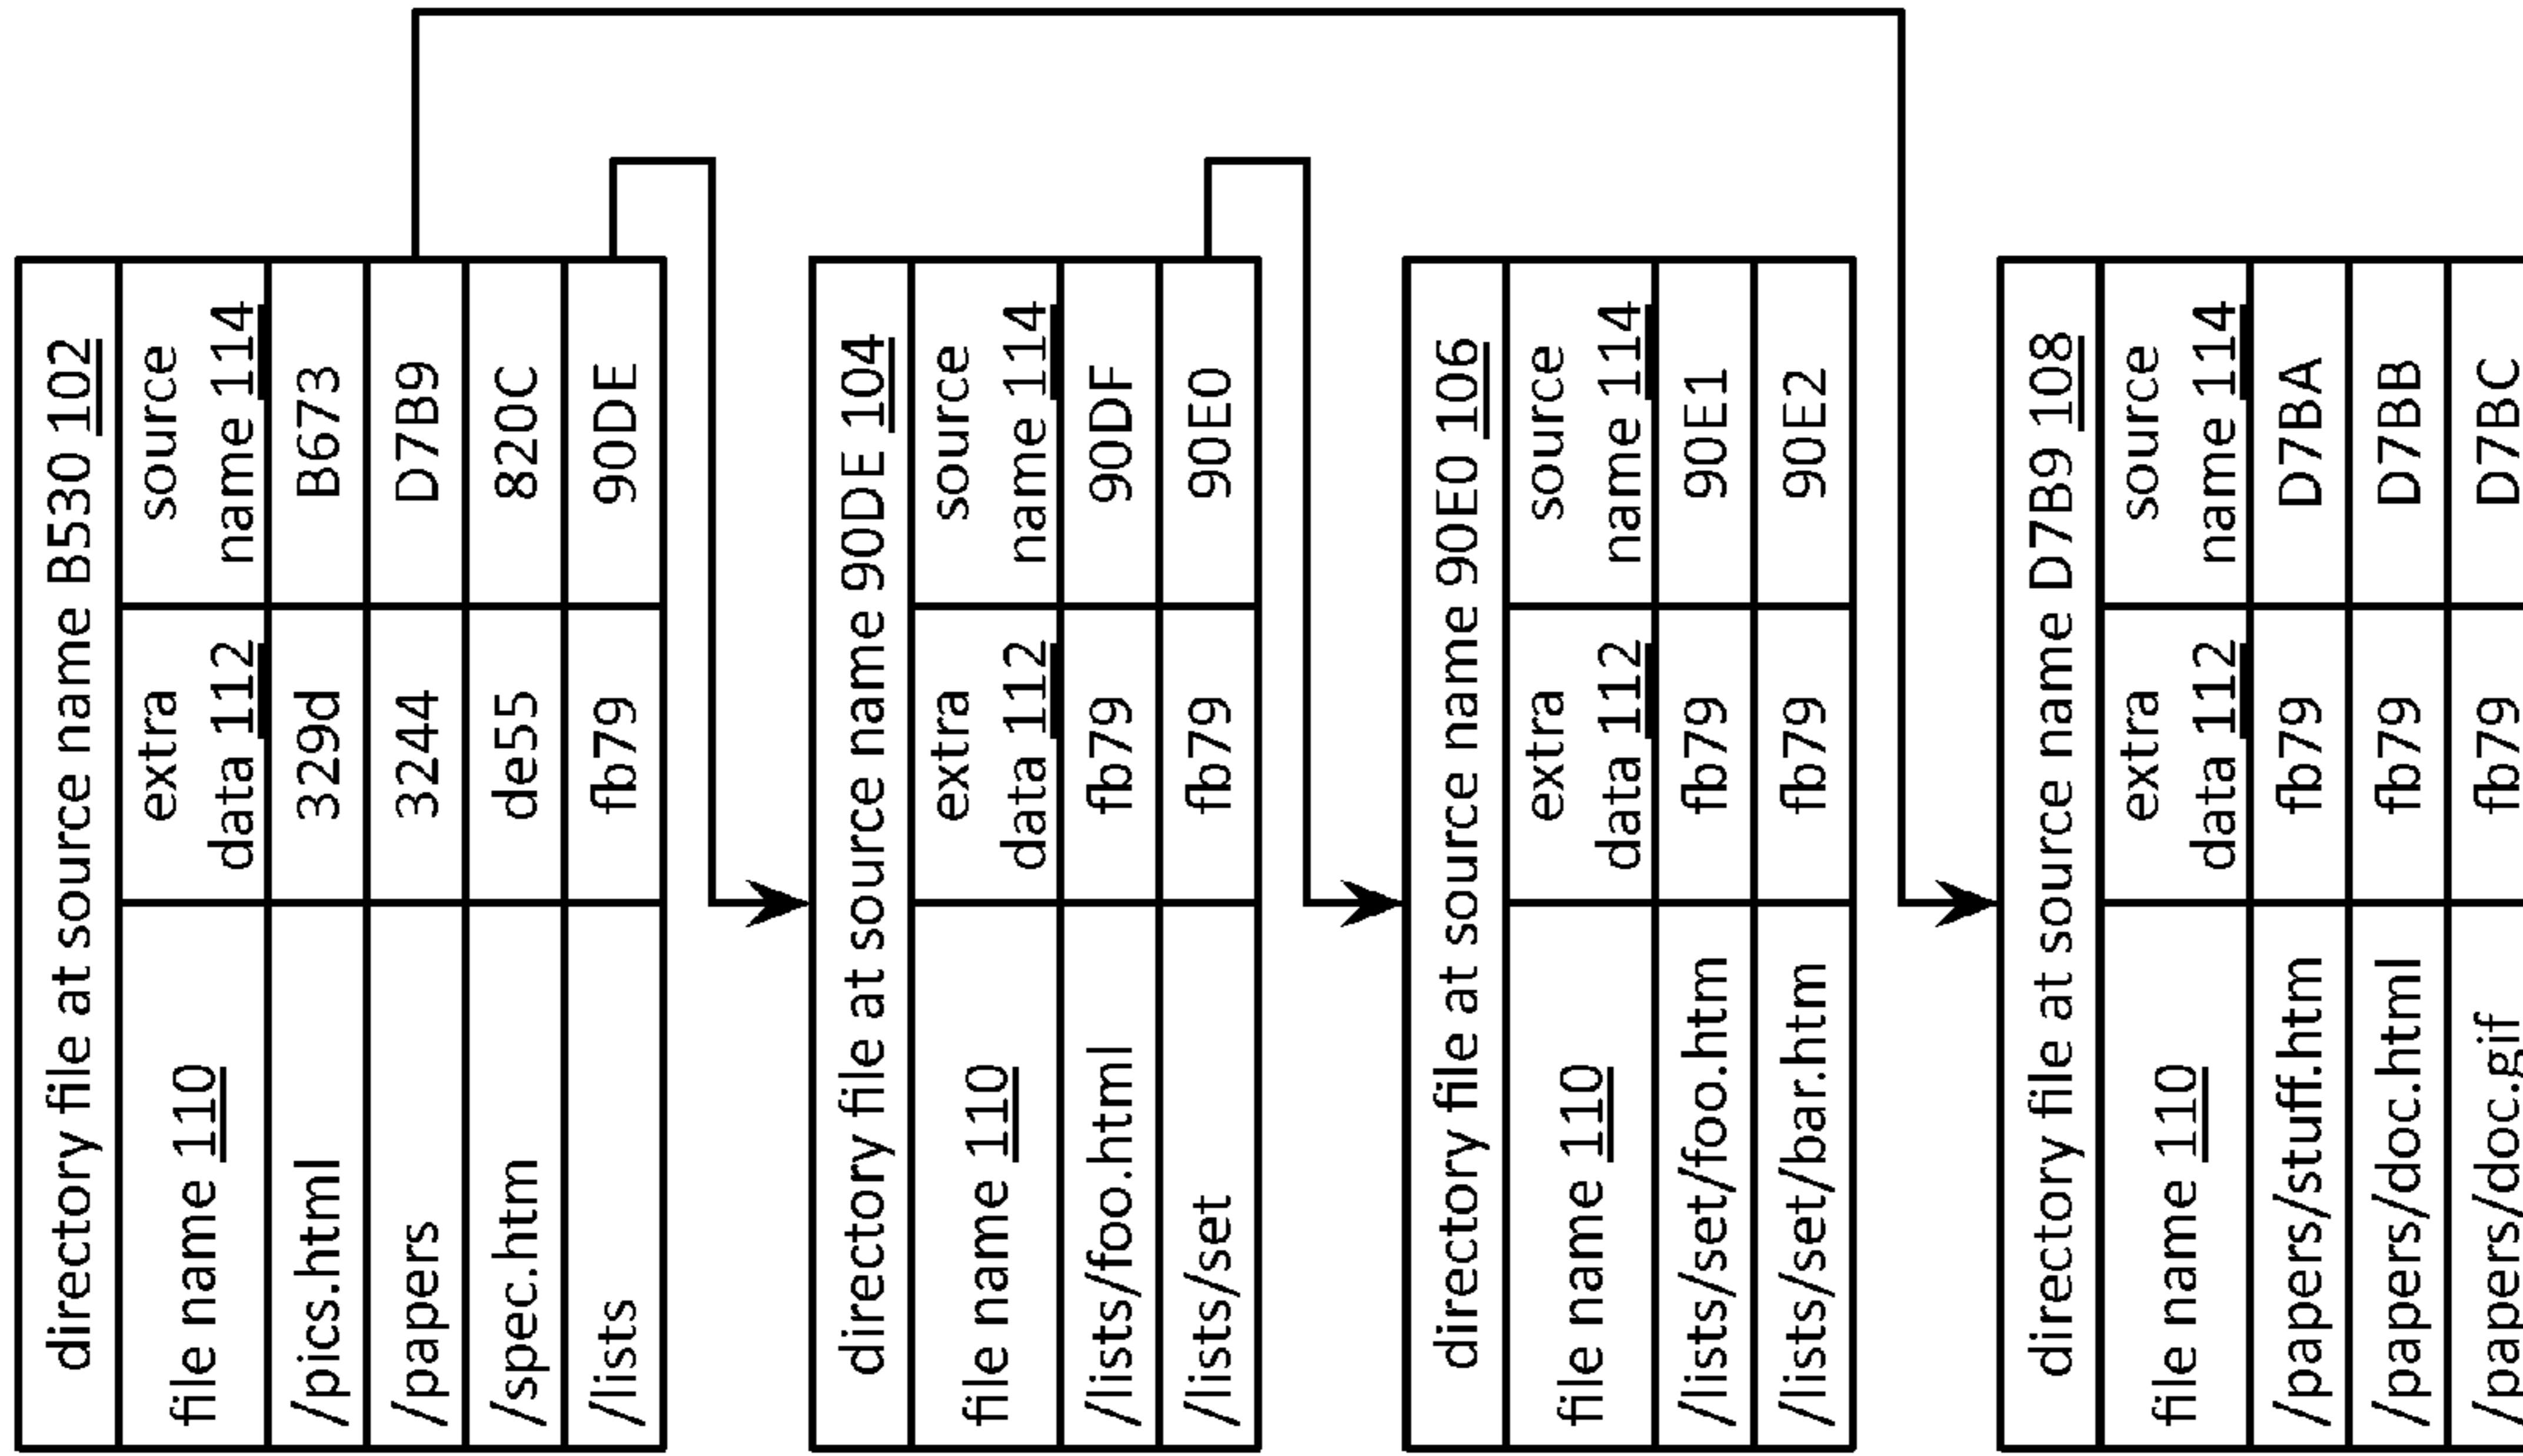 directory file at source name B530 102
file name 110 extra data 112 source name 114
/pics.html 329d B673
/papers 3244 D7B9
/spec.htm de55 820C
/lists fb79 90DE
directory file at source name 90DE 104
file name 110 extra data 112 source name 114
/lists/foo.html fb79 90DF
/lists/set fb79 90E0
directory file at source name 90E0 106
file name 110 extra data 112 source name 114
/lists/set/foo.htm fb79 90E1
/lists/set/bar.htm fb79 90E2
directory file at source name D7B9 108
file name 110 extra data 112 source name 114
/papers/stuff.htm fb79 D7BA
/papers/doc.html fb79 D7BB
/papers/doc.gif fb79 D7BC